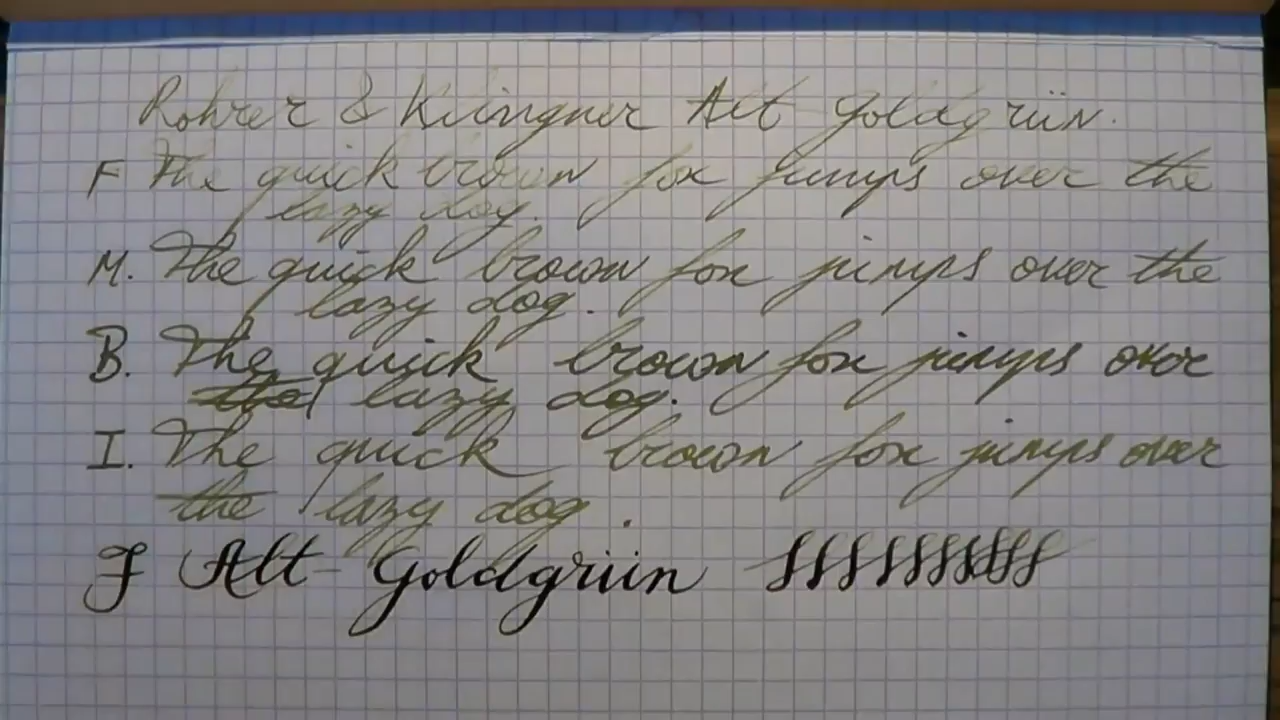 Rohrer & Klingner Alt Goldgrün.
F The quick brown fox jumps over the
lazy dog.
M. The quick brown fox jumps over the
lazy dog.
B. The quick brown fox jumps over
the lazy dog.
I. The quick brown fox jumps over
the lazy dog.
F Alt-Goldgrün ffffffffff